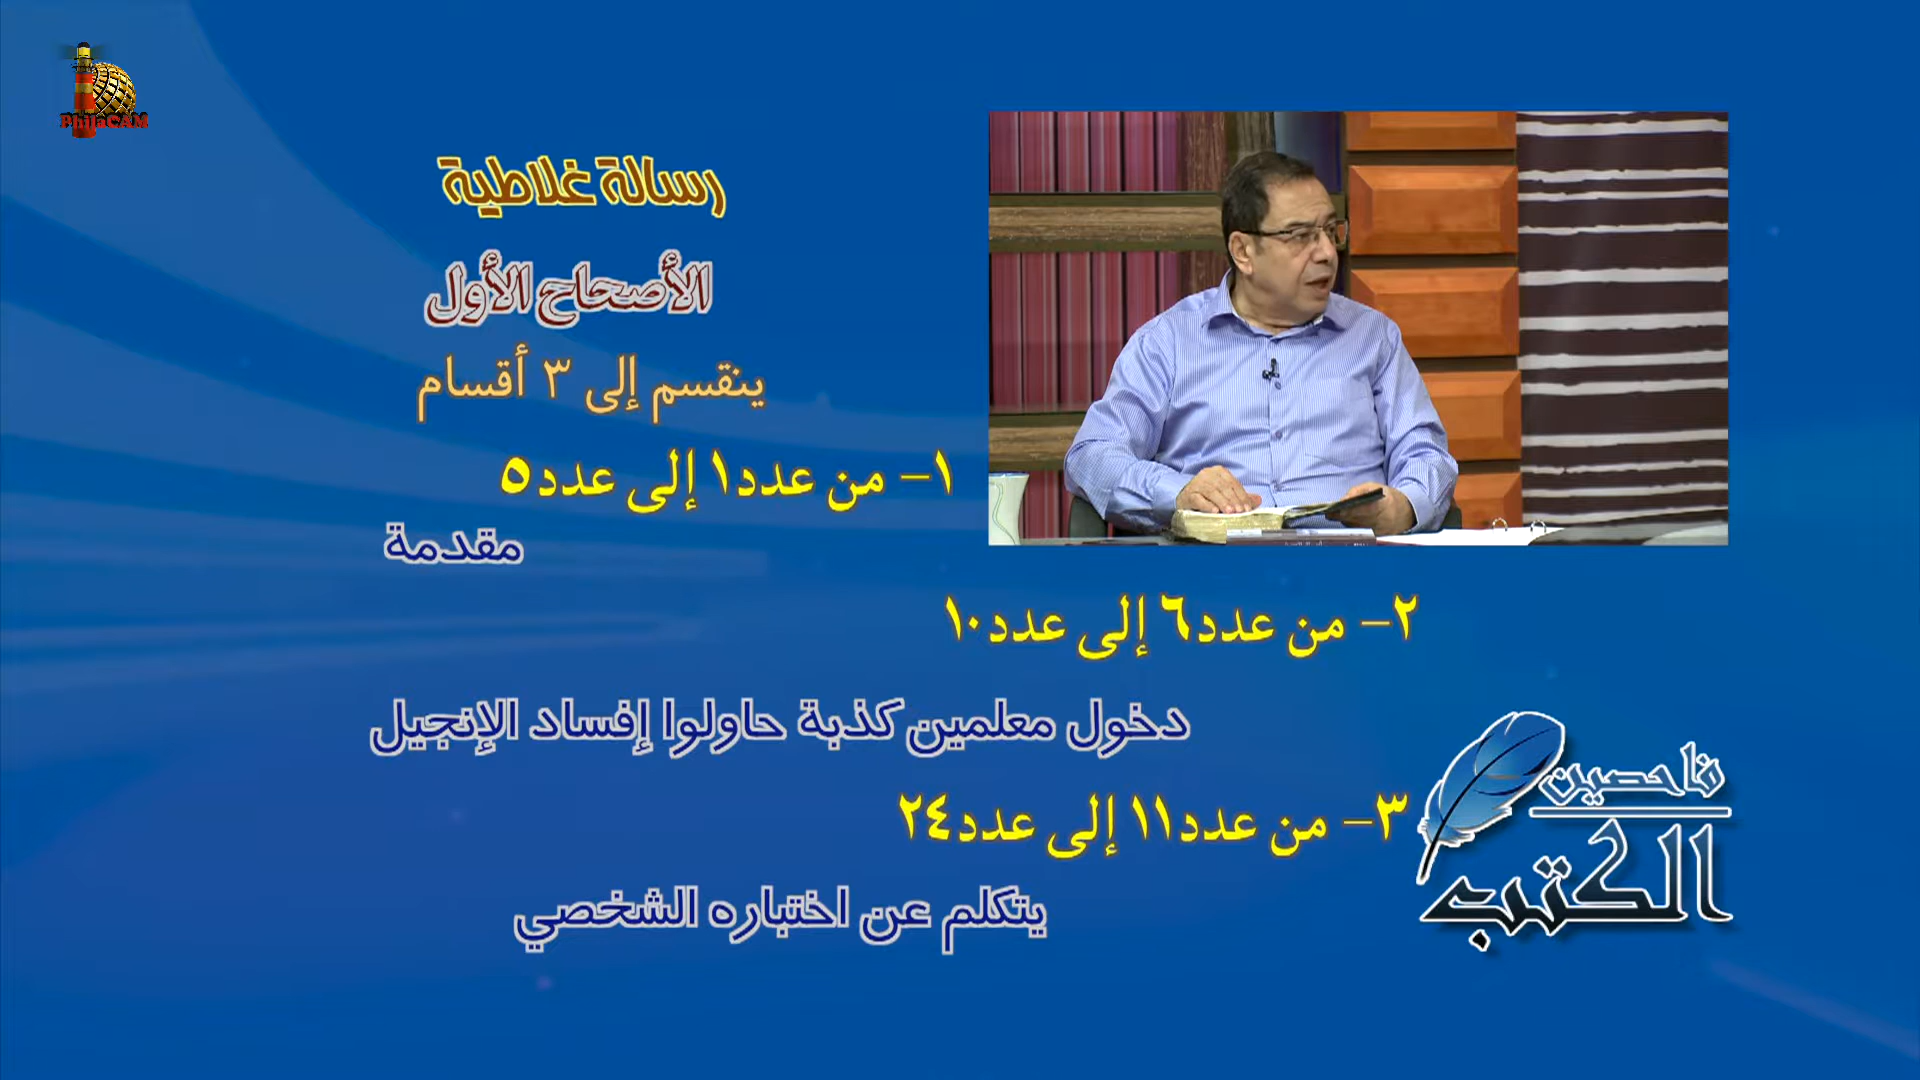 PhilaCAM
رسالة غلاطية
الأصحاح الأول
ينقسم إلى ٣ أقسام
١- من عدد١ إلى عدد٥
مقدمة
٢- من عدد٦ إلى عدد١٠
دخول معلمين كذبة حاولوا إفساد الإنجيل
٣- من عدد١١ إلى عدد٢٤
يتكلم عن اختباره الشخصي
فاحصين
الكتب